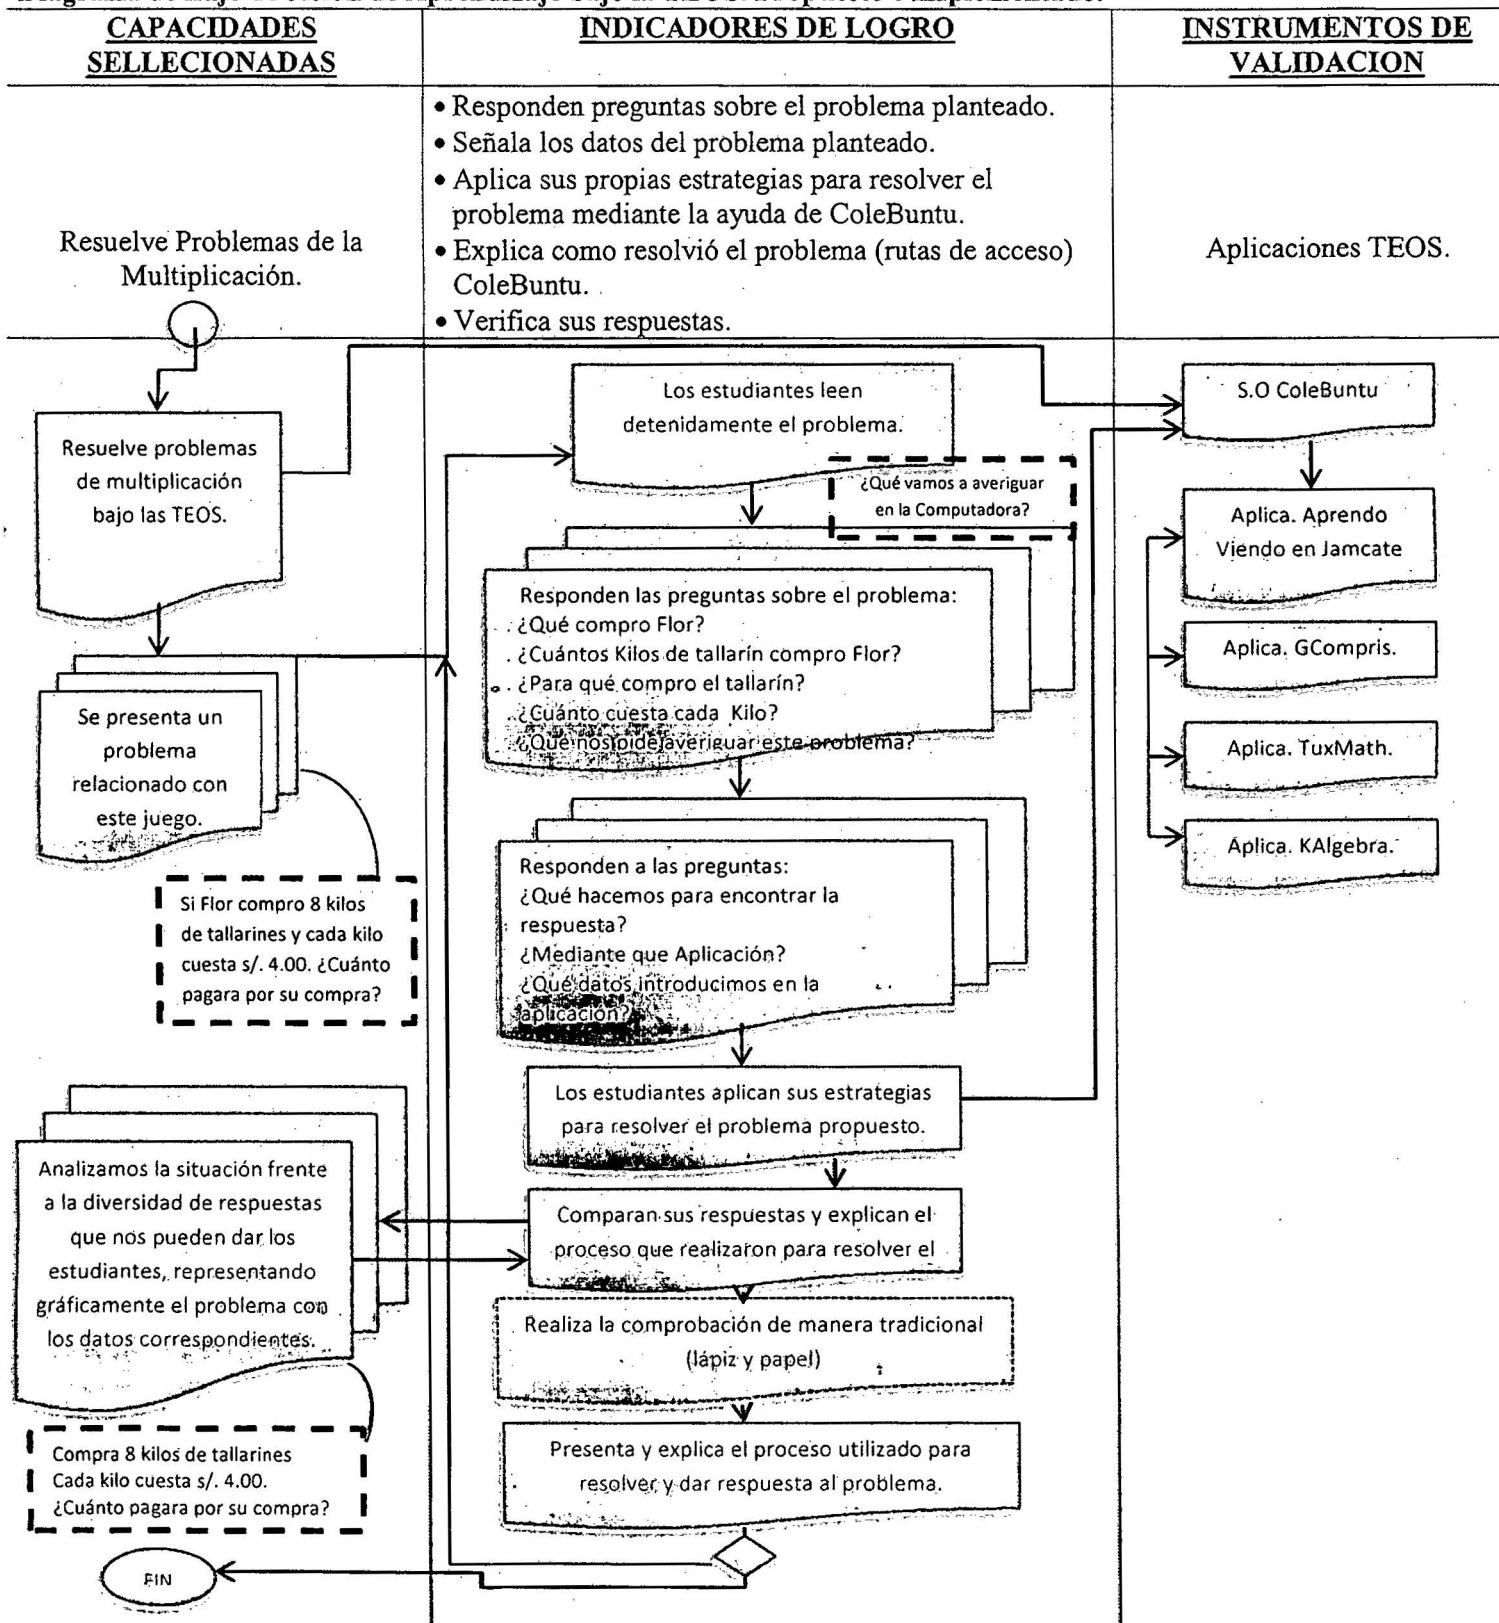 CAPACIDADES
SELLECIONADAS
INDICADORES DE LOGRO
INSTRUMENTOS DE
VALIDACION
Resuelve Problemas de la
Multiplicación.
• Responden preguntas sobre el problema planteado.
• Señala los datos del problema planteado.
• Aplica sus propias estrategias para resolver el
problema mediante la ayuda de ColeBuntu.
• Explica como resolvió el problema (rutas de acceso)
ColeBuntu.
• Verifica sus respuestas.
Aplicaciones TEOS.
Resuelve problemas
de multiplicación
bajo las TEOS.
Se presenta un
problema
relacionado con
este juego.
Si Flor compro 8 kilos
de tallarines y cada kilo
cuesta s/. 4.00. ¿Cuánto
pagara por su compra?
Analizamos la situación frente
a la diversidad de respuestas
que nos pueden dar los
estudiantes, representando
gráficamente el problema con
los datos correspondientes.
Compra 8 kilos de tallarines
Cada kilo cuesta s/. 4.00.
¿Cuánto pagara por su compra?
FIN
Los estudiantes leen
detenidamente el problema.
¿Qué vamos a averiguar
en la Computadora?
Responden las preguntas sobre el problema:
. ¿Qué compro Flor?
. ¿Cuántos Kilos de tallarín compro Flor?
. ¿Para qué compro el tallarín?
. ¿Cuánto cuesta cada Kilo?
¿Qué nos pide averiguar este problema?
Responden a las preguntas:
¿Qué hacemos para encontrar la
respuesta?
¿Mediante que Aplicación?
¿Qué datos introducimos en la
aplicación?
Los estudiantes aplican sus estrategias
para resolver el problema propuesto.
Comparan sus respuestas y explican el
proceso que realizaron para resolver el
Realiza la comprobación de manera tradicional
(lápiz y papel)
Presenta y explica el proceso utilizado para
resolver y dar respuesta al problema.
S.O ColeBuntu
Aplica. Aprendo
Viendo en Jamcate
Aplica. GCompris.
Aplica. TuxMath.
Aplica. KAlgebra.